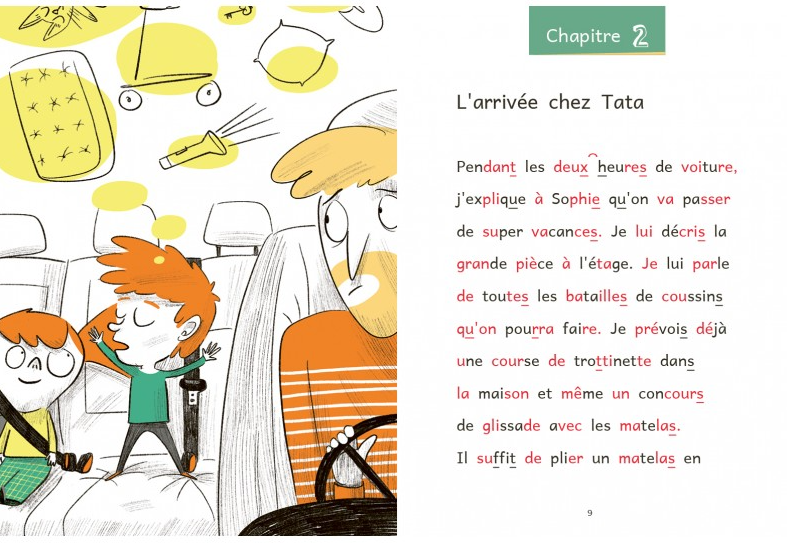 Chapitre 2
L'arrivée chez Tata
Pendant les deux heures de voiture,
j'explique à Sophie qu'on va passer
de super vacances. Je lui décris la
grande pièce à l'étage. Je lui parle
de toutes les batailles de coussins
qu'on pourra faire. Je prévois déjà
une course de trottinette dans
la maison et même un concours
de glissade avec les matelas.
Il suffit de plier un matelas en
9